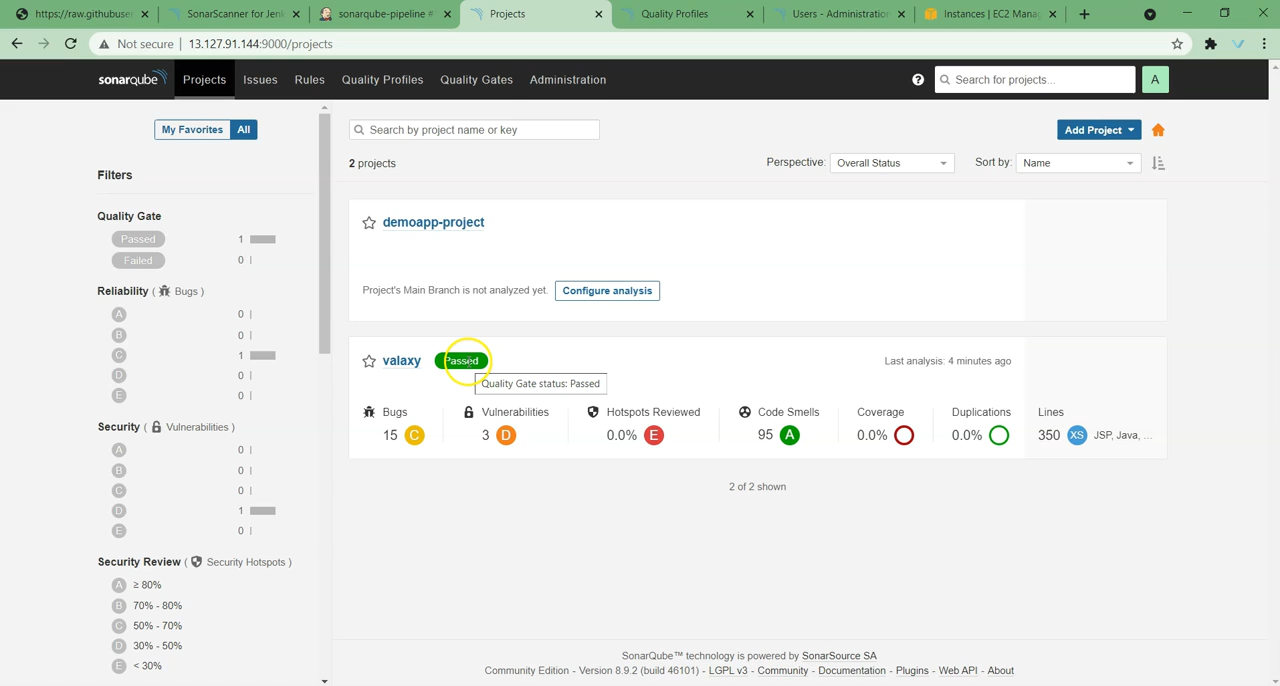 https://raw.githubuse
SonarScanner for Jenk
sonarqube-pipeline #
Projects
Quality Profiles
Users - Administration
Instances | EC2 Manag
Not secure | 13.127.91.144:9000/projects
sonarqube Projects Issues Rules Quality Profiles Quality Gates Administration
Search for projects...
A
My Favorites All
Search by project name or key
Add Project
2 projects
Perspective: Overall Status
Sort by: Name
Filters
Quality Gate
Passed 1
Failed 0
Reliability ( Bugs )
A 0
B 0
C 1
D 0
E 0
Security ( Vulnerabilities )
A 0
B 0
C 0
D 1
E 0
Security Review ( Security Hotspots )
A ≥ 80%
B 70% - 80%
C 50% - 70%
D 30% - 50%
E < 30%
demoapp-project
Project's Main Branch is not analyzed yet. Configure analysis
valaxy Passed
Last analysis: 4 minutes ago
Quality Gate status: Passed
Bugs Vulnerabilities Hotspots Reviewed Code Smells Coverage Duplications Lines
15 C 3 D 0.0% E 95 A 0.0% 0.0% 350 XS JSP, Java, ...
2 of 2 shown
SonarQube™ technology is powered by SonarSource SA
Community Edition - Version 8.9.2 (build 46101) - LGPL v3 - Community - Documentation - Plugins - Web API - About